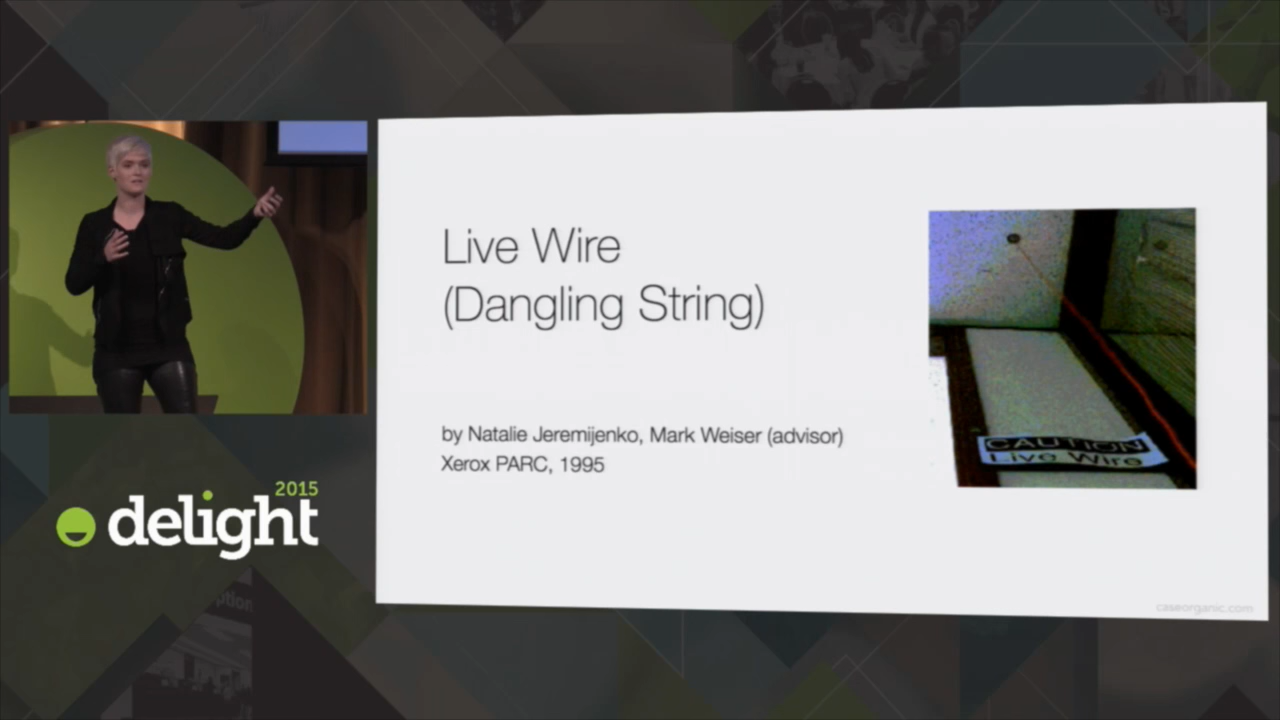 Live Wire
(Dangling String)
by Natalie Jeremijenko, Mark Weiser (advisor)
Xerox PARC, 1995
CAUTION
Live Wire
caseorganic.com
2015
delight
ption